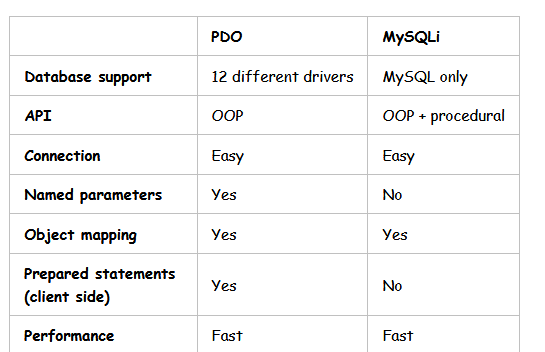 PDO MySQLi
Database support 12 different drivers MySQL only
API OOP OOP + procedural
Connection Easy Easy
Named parameters Yes No
Object mapping Yes Yes
Prepared statements
(client side) Yes No
Performance Fast Fast